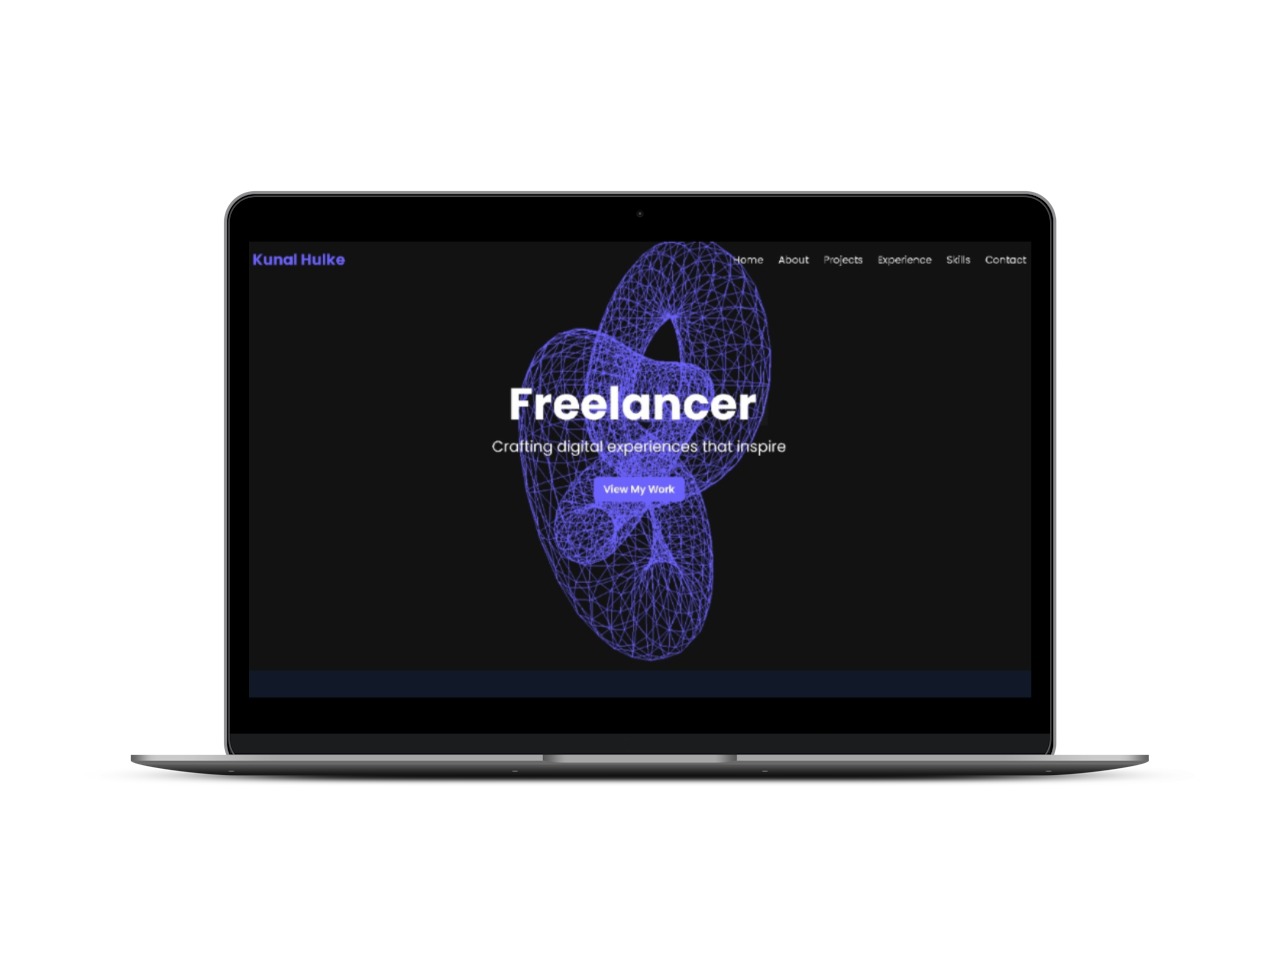 Kunal Hulke
Home About Projects Experience Skills Contact
Freelancer
Crafting digital experiences that inspire
View My Work